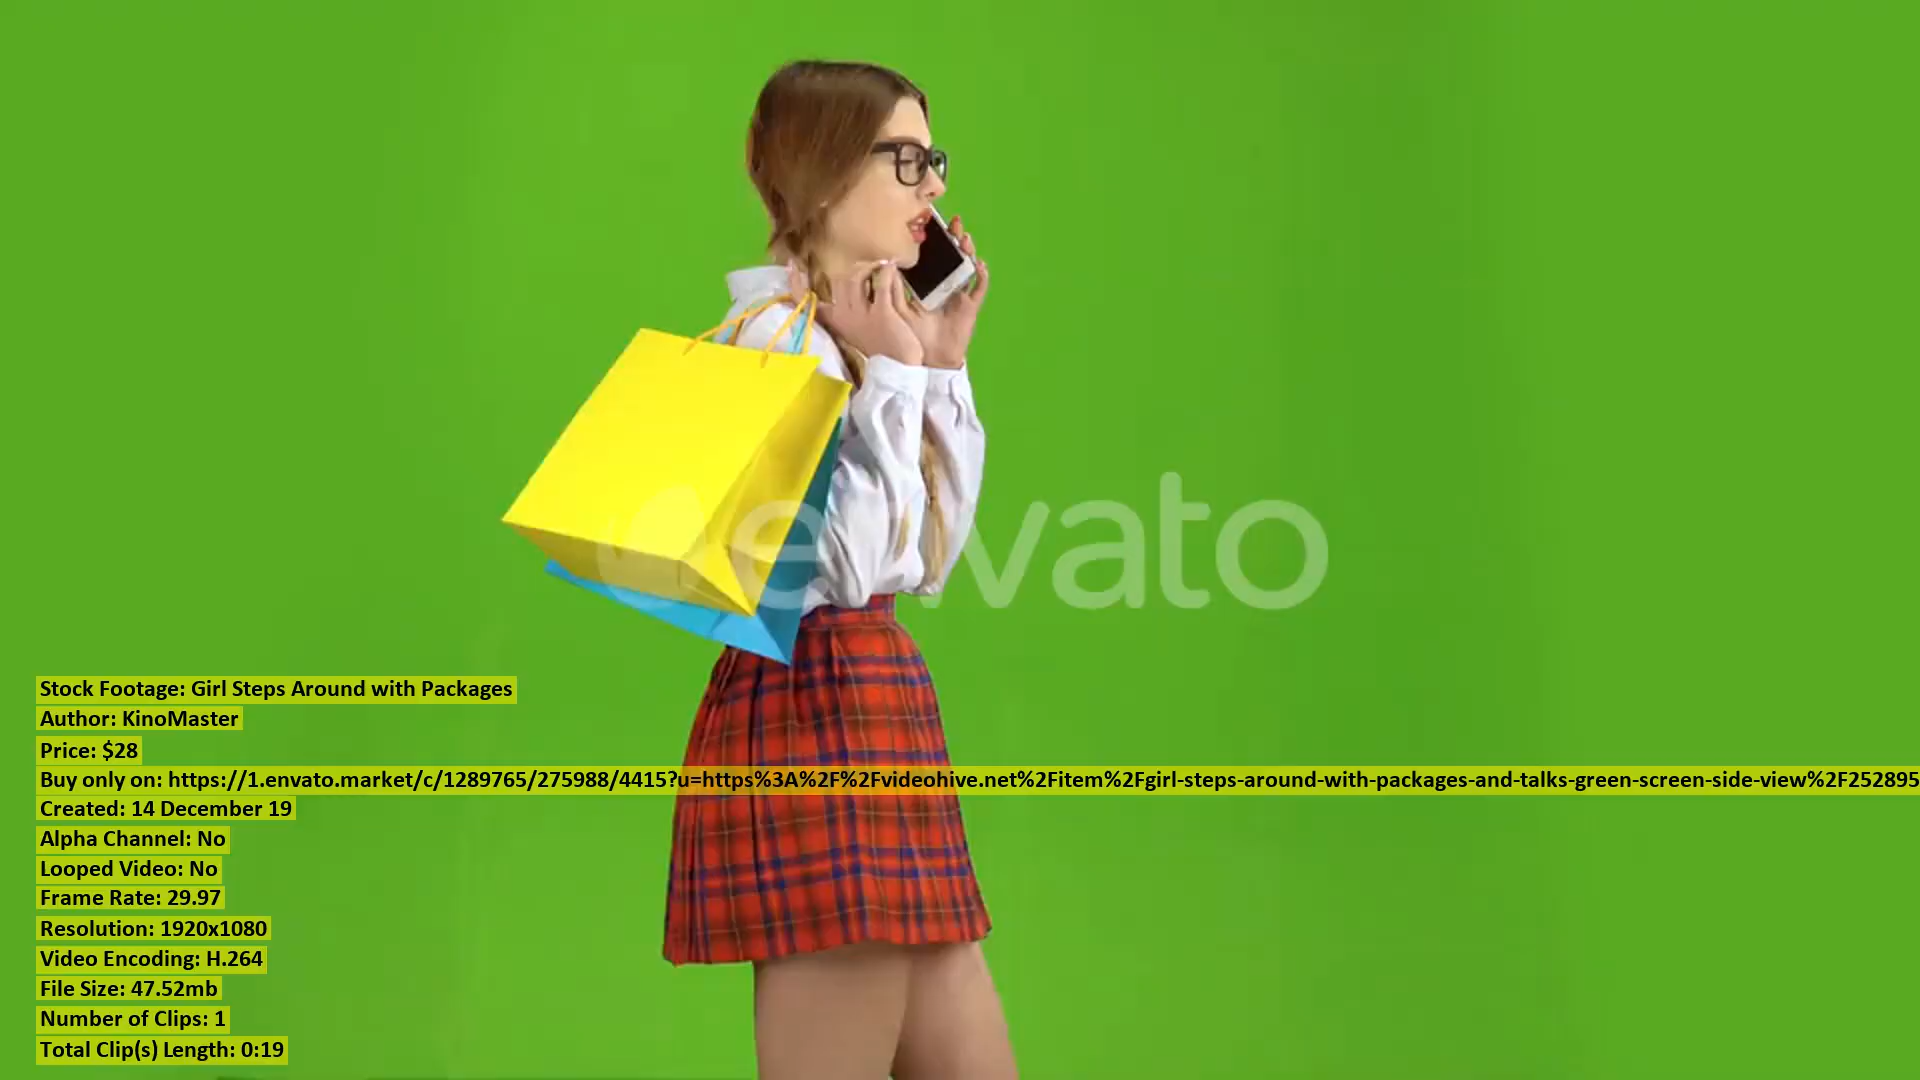 envato
Stock Footage: Girl Steps Around with Packages
Author: KinoMaster
Price: $28
Buy only on: https://1.envato.market/c/1289765/275988/4415?u=https%3A%2F%2Fvideohive.net%2Fitem%2Fgirl-steps-around-with-packages-and-talks-green-screen-side-view%2F252895
Created: 14 December 19
Alpha Channel: No
Looped Video: No
Frame Rate: 29.97
Resolution: 1920x1080
Video Encoding: H.264
File Size: 47.52mb
Number of Clips: 1
Total Clip(s) Length: 0:19